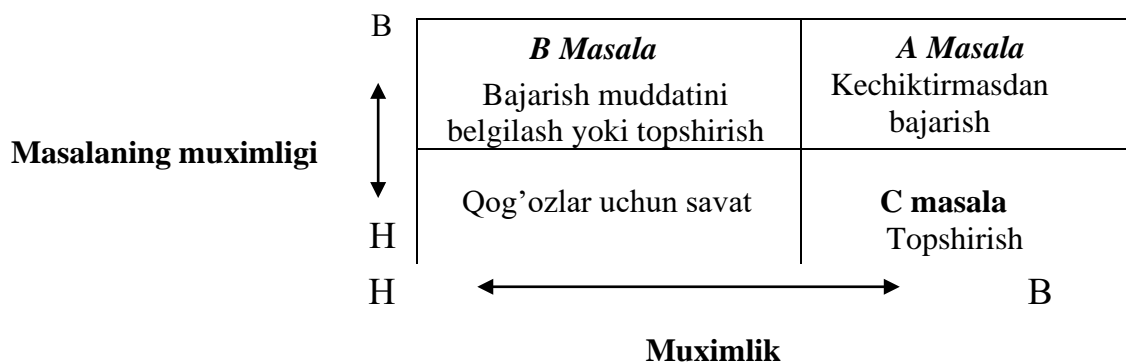 B
B Masala
Bajarish muddatini
belgilash yoki topshirish
A Masala
Kechiktirmasdan
bajarish
Masalaning muximligi
Qog’ozlar uchun savat
C masala
Topshirish
H
H
B
Muximlik